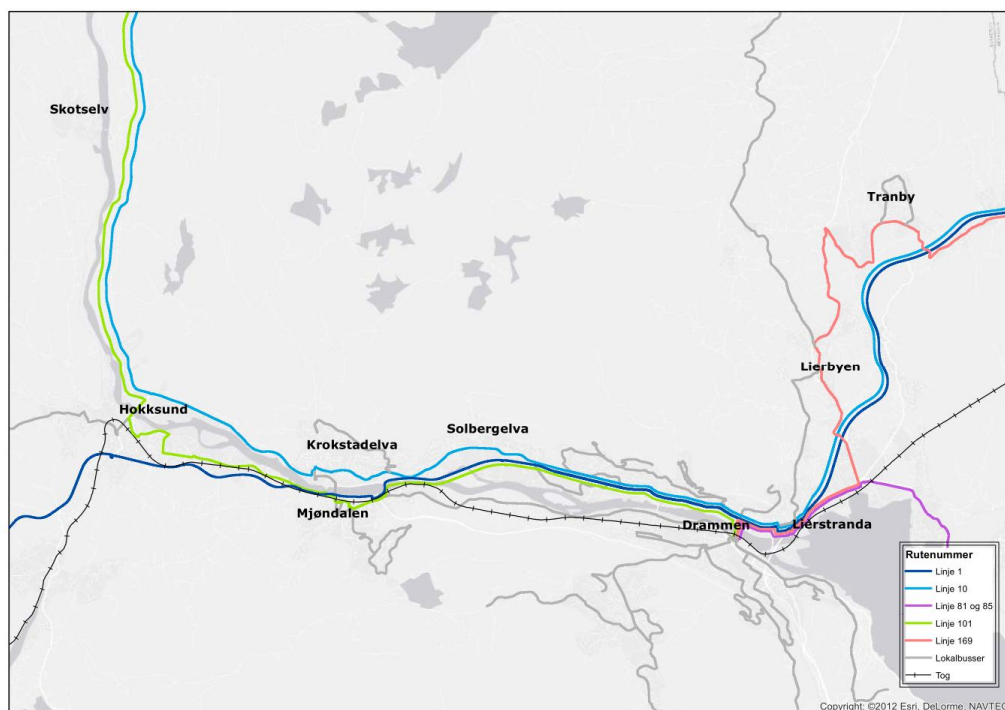 Skotselv
Tranby
Lierbyen
Hokksund
Krokstadelva
Solbergelva
Mjøndalen
Drammen
Lierstranda
Rutenummer
Linje 1
Linje 10
Linje 81 og 85
Linje 101
Linje 169
Lokalbusser
Tog
Copyright: ©2012 Esri, DeLorme, NAVTEQ